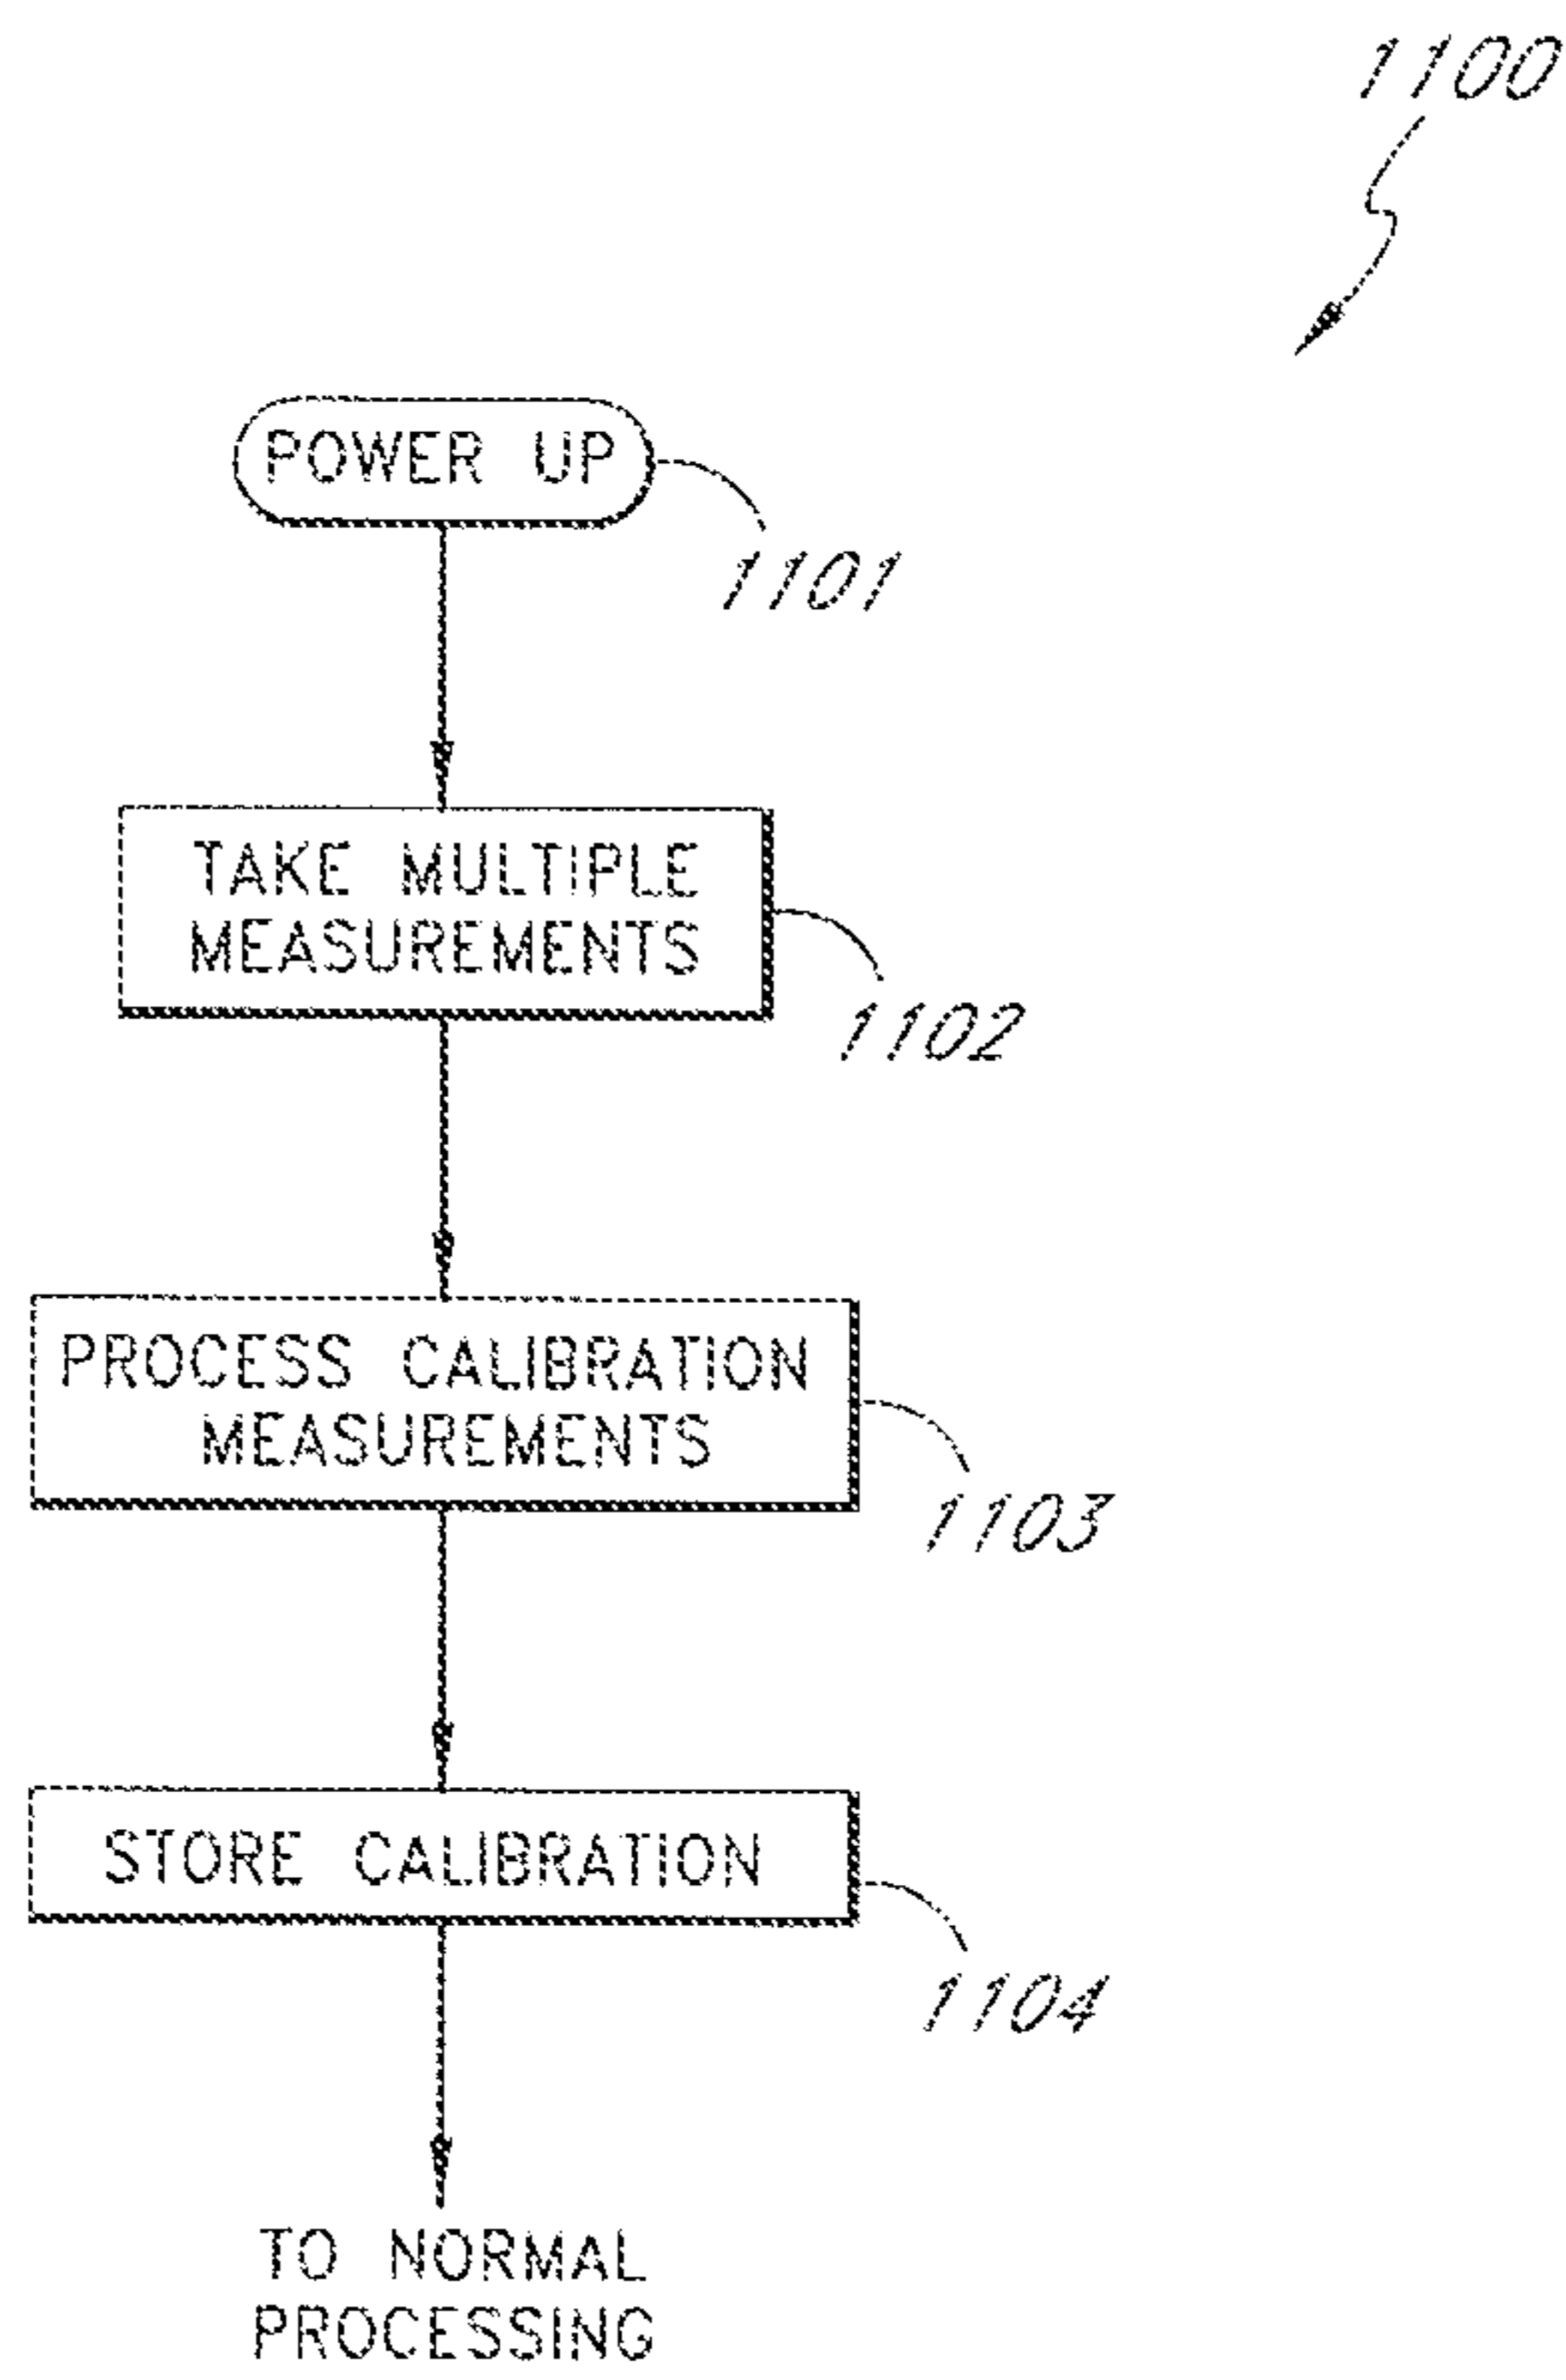 1100
POWER UP
1101
TAKE MULTIPLE
MEASUREMENTS
1102
PROCESS CALIBRATION
MEASUREMENTS
1103
STORE CALIBRATION
1104
TO NORMAL
PROCESSING